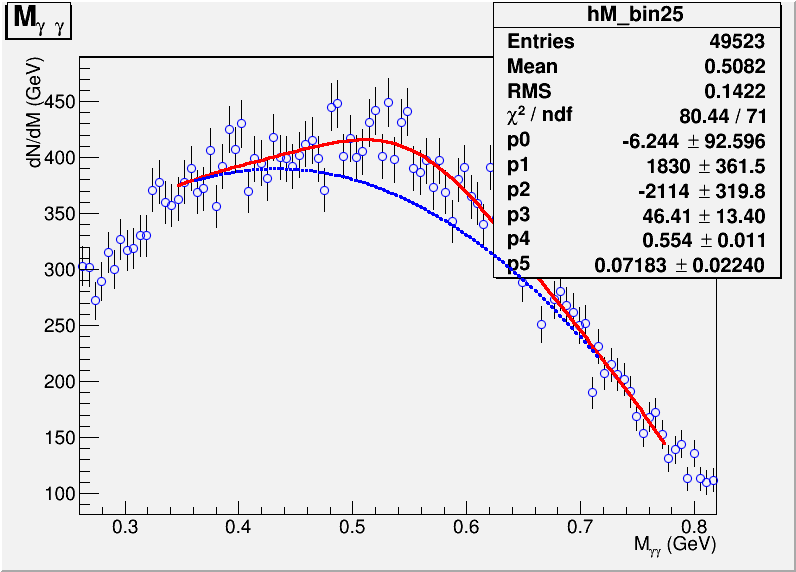 M γ γ
hM_bin25
Entries 49523
Mean 0.5082
RMS 0.1422
χ² / ndf 80.44 / 71
p0 -6.244 ± 92.596
p1 1830 ± 361.5
p2 -2114 ± 319.8
p3 46.41 ± 13.40
p4 0.554 ± 0.011
p5 0.07183 ± 0.02240
dN/dM (GeV)
450
400
350
300
250
200
150
100
0.3 0.4 0.5 0.6 0.7 0.8
Mγγ (GeV)